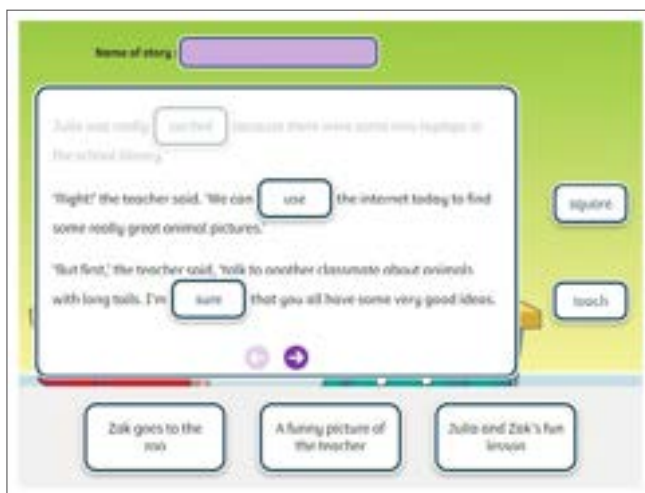 Name of story:
Julia was really excited because there were some new laptops in
the school library.
'Right!' the teacher said. 'We can use the internet today to find
some really great animal pictures.'
'But first,' the teacher said, 'talk to another classmate about animals
with long tails. I'm sure that you all have some very good ideas.
square
teach
Zak goes to the
zoo
A funny picture of
the teacher
Julia and Zak's fun
lesson